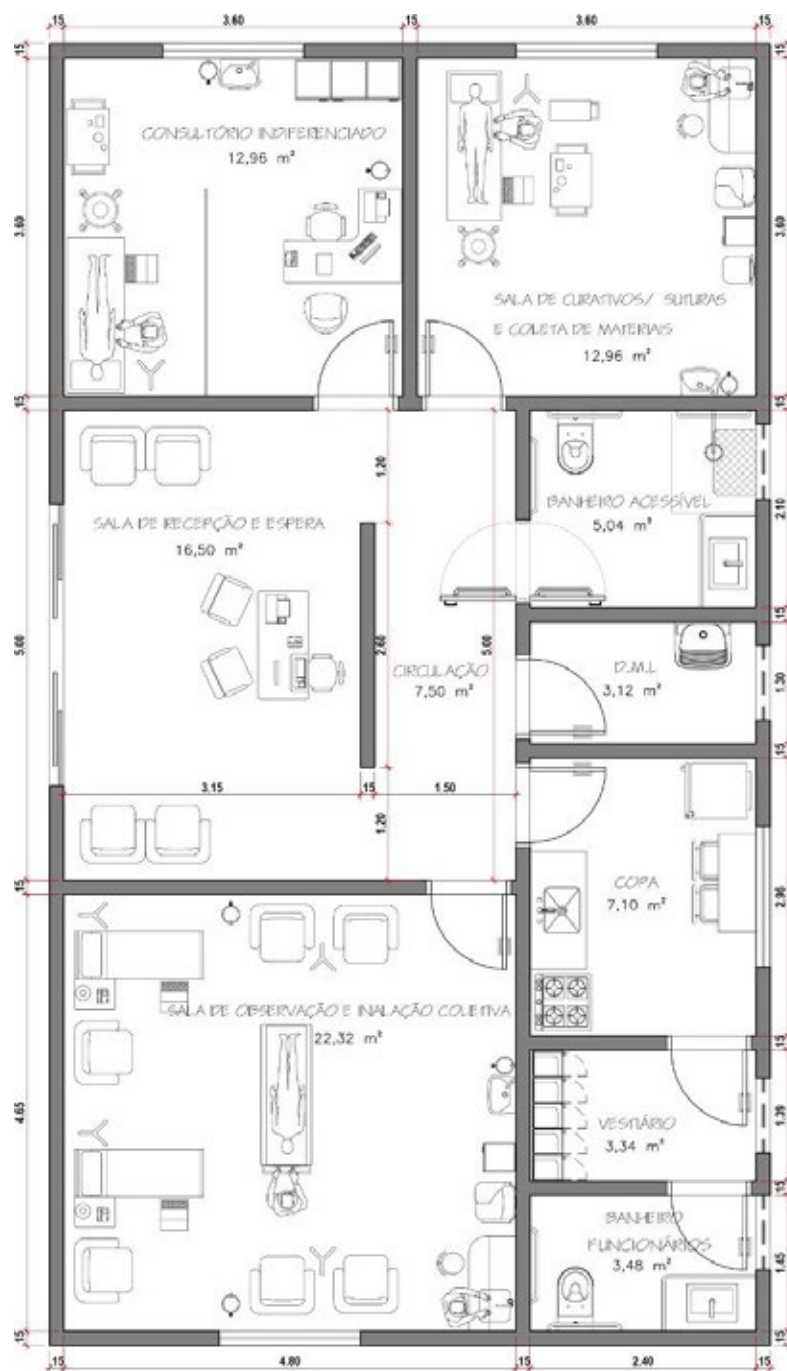 15 3.60 15 3.60 15
15
15
CONSULTÓRIO INDIFERENCIADO
12,96 m²
3.60
3.60
SALA DE CURATIVOS/ SUTURAS
E COLETA DE MATERIAIS
12,96 m²
15
15
1.20
SALA DE RECEPÇÃO E ESPERA
16,50 m²
BANHEIRO ACESSÍVEL
5,04 m²
2.10
15
5.00
2.60
5.00
CIRCULAÇÃO
7,50 m²
D.M.L
3,12 m²
1.30
15
3.15 15 1.50
1.20
COPA
7,10 m²
2.96
15
SALA DE OBSERVAÇÃO E INALAÇÃO COLETIVA
22,32 m²
15
4.65
VESTIÁRIO
3,34 m²
1.39
15
BANHEIRO
FUNCIONÁRIOS
3,48 m²
1.45
15
15
15 4.80 15 2.40 15